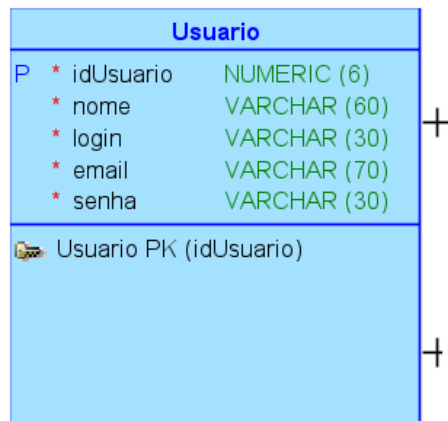 Usuario
P * idUsuario NUMERIC (6)
* nome VARCHAR (60)
* login VARCHAR (30)
* email VARCHAR (70)
* senha VARCHAR (30)
Usuario PK (idUsuario)